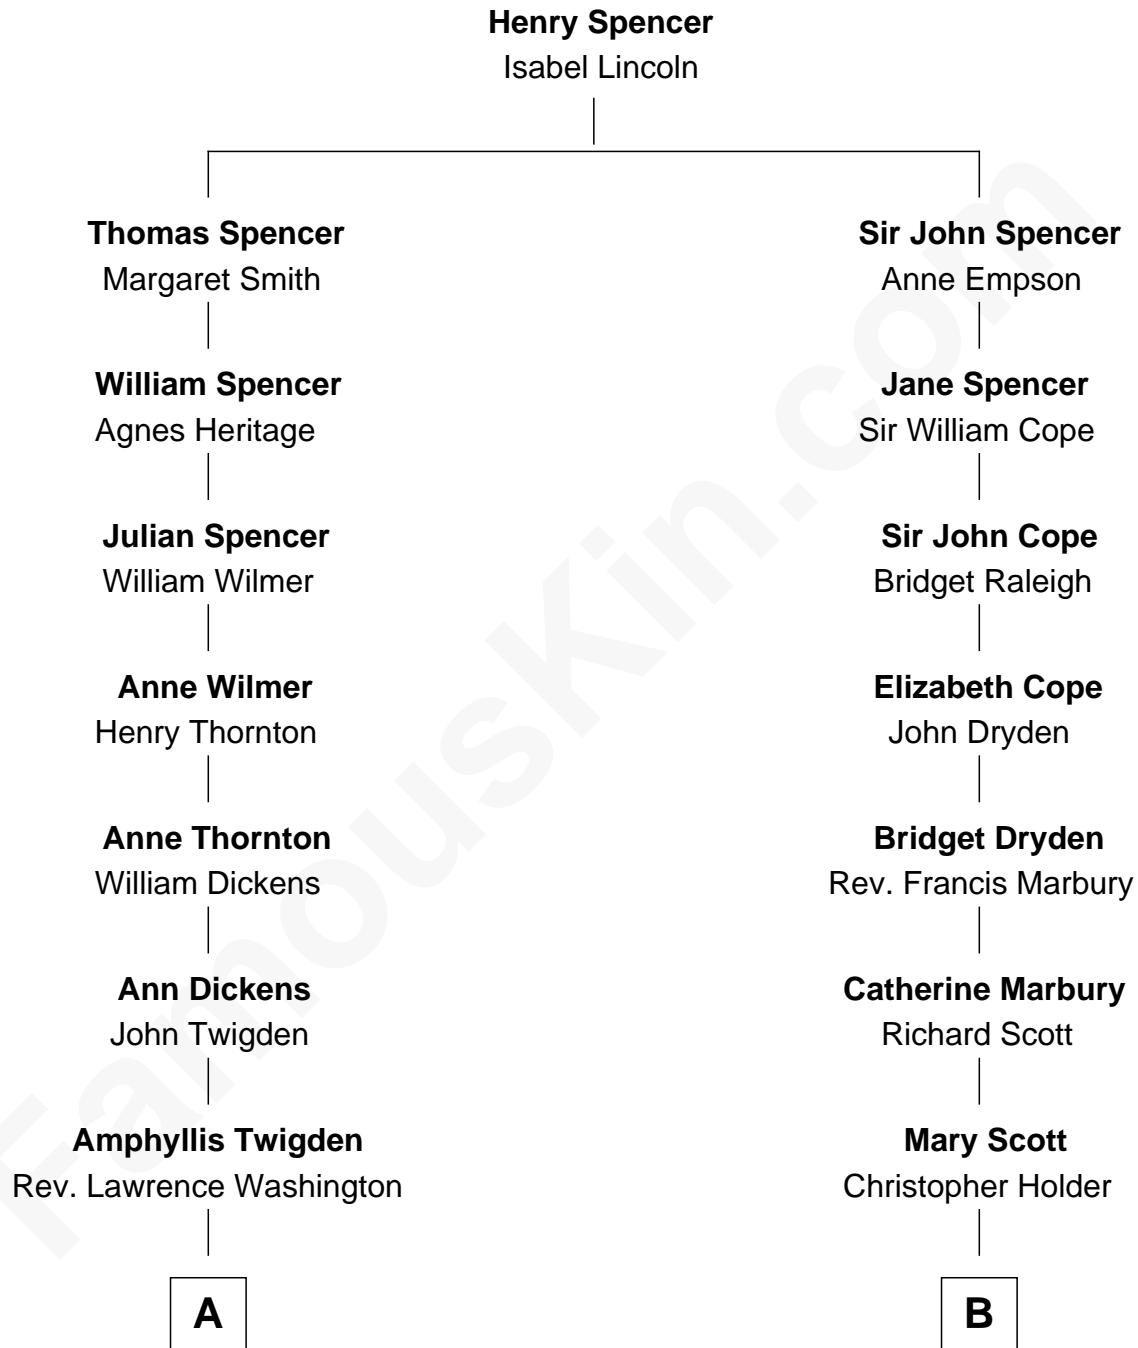 Henry Spencer
Isabel Lincoln
Thomas Spencer
Margaret Smith
Sir John Spencer
Anne Empson
William Spencer
Agnes Heritage
Jane Spencer
Sir William Cope
Julian Spencer
William Wilmer
Sir John Cope
Bridget Raleigh
Anne Wilmer
Henry Thornton
Elizabeth Cope
John Dryden
Anne Thornton
William Dickens
Bridget Dryden
Rev. Francis Marbury
Ann Dickens
John Twigden
Catherine Marbury
Richard Scott
Amphyllis Twigden
Rev. Lawrence Washington
Mary Scott
Christopher Holder
A
B
FamousKin.com